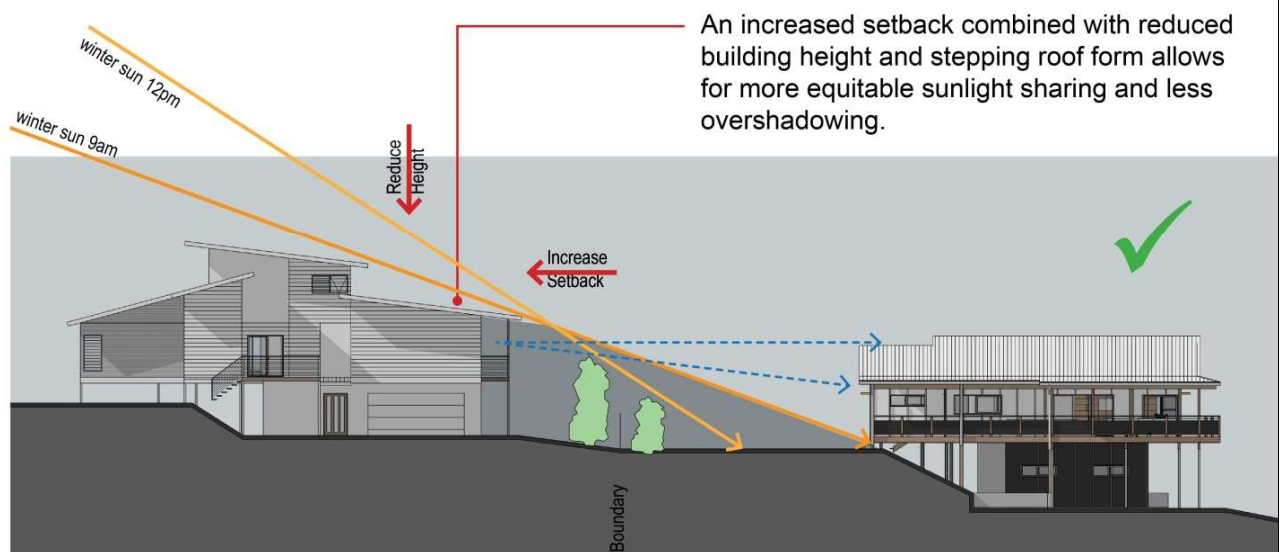 An increased setback combined with reduced
building height and stepping roof form allows
for more equitable sunlight sharing and less
overshadowing.
winter sun 12pm
winter sun 9am
Reduce
Height
Increase
Setback
Boundary